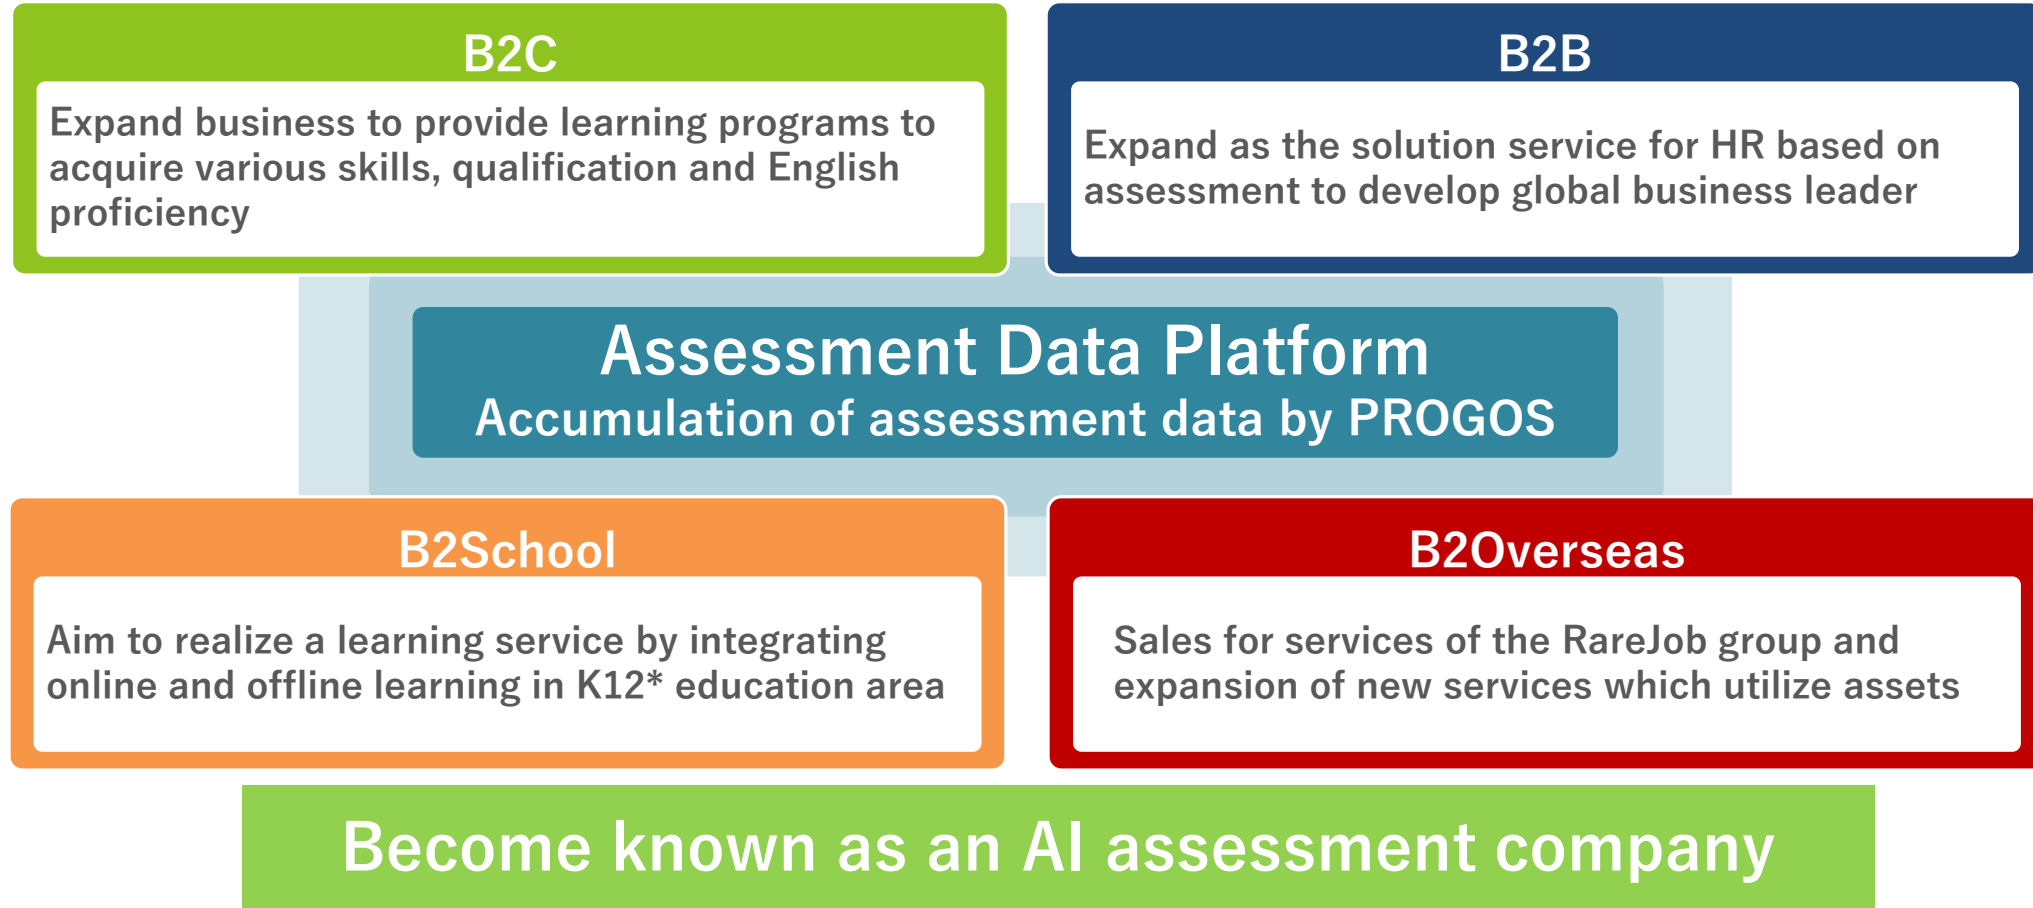 B2C
Expand business to provide learning programs to
acquire various skills, qualification and English
proficiency
B2B
Expand as the solution service for HR based on
assessment to develop global business leader
Assessment Data Platform
Accumulation of assessment data by PROGOS
B2School
Aim to realize a learning service by integrating
online and offline learning in K12* education area
B2Overseas
Sales for services of the RareJob group and
expansion of new services which utilize assets
Become known as an AI assessment company